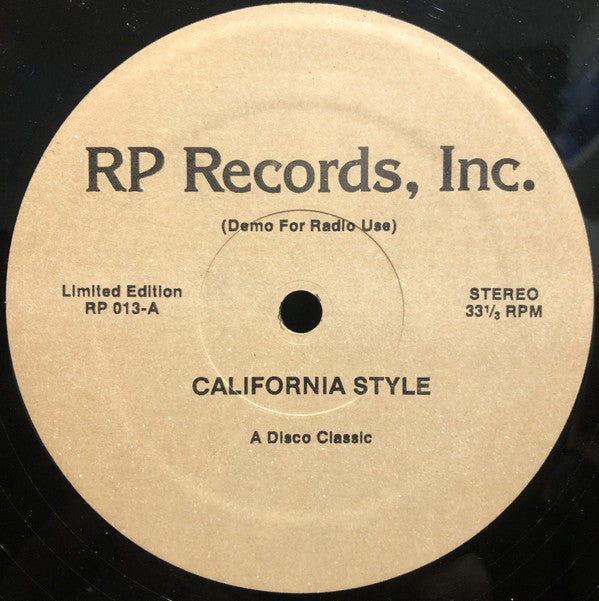 RP Records, Inc.
(Demo For Radio Use)
Limited Edition
RP 013-A
STEREO
33⅓ RPM
CALIFORNIA STYLE
A Disco Classic